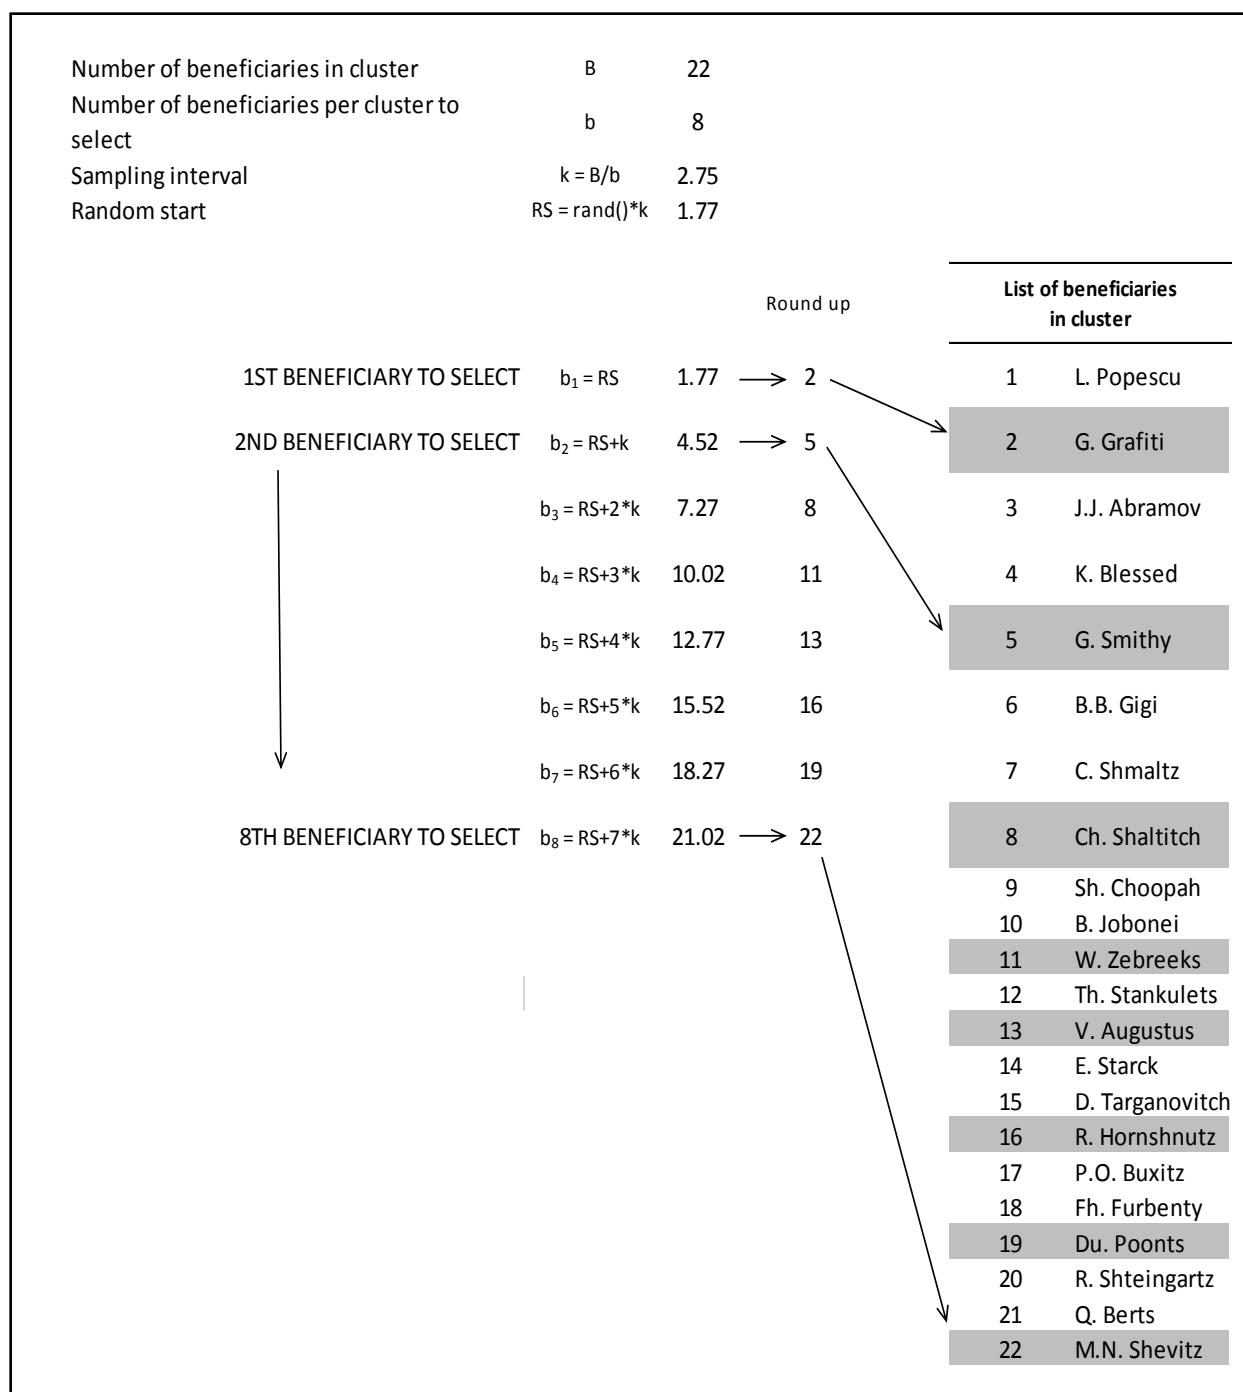 Number of beneficiaries in cluster B 22
Number of beneficiaries per cluster to
select b 8
Sampling interval k = B/b 2.75
Random start RS = rand()*k 1.77
List of beneficiaries
in cluster
Round up
1ST BENEFICIARY TO SELECT b₁ = RS 1.77 2 1 L. Popescu
2ND BENEFICIARY TO SELECT b₂ = RS+k 4.52 5 2 G. Grafiti
b₃ = RS+2*k 7.27 8 3 J.J. Abramov
b₄ = RS+3*k 10.02 11 4 K. Blessed
b₅ = RS+4*k 12.77 13 5 G. Smithy
b₆ = RS+5*k 15.52 16 6 B.B. Gigi
b₇ = RS+6*k 18.27 19 7 C. Shmaltz
8TH BENEFICIARY TO SELECT b₈ = RS+7*k 21.02 22 8 Ch. Shaltitch
9 Sh. Choopah
10 B. Jobonei
11 W. Zebreeks
12 Th. Stankulets
13 V. Augustus
14 E. Starck
15 D. Targanovitch
16 R. Hornshnutz
17 P.O. Buxitz
18 Fh. Furbenty
19 Du. Poonts
20 R. Shteingartz
21 Q. Berts
22 M.N. Shevitz